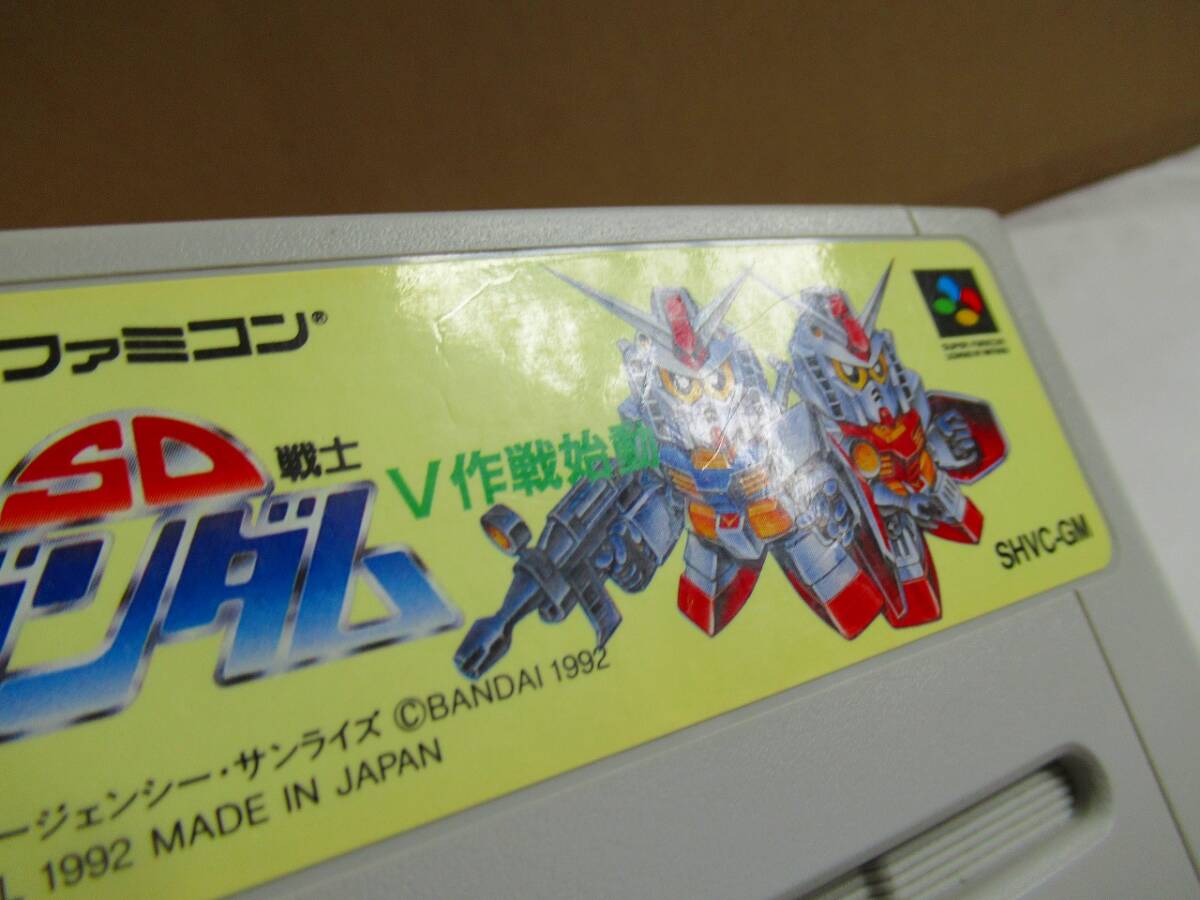 ファミコン®
SD
戦士
ガンダム
V作戦始動
SHVC-GM
ージェンシー・サンライズ ©BANDAI 1992
1992 MADE IN JAPAN